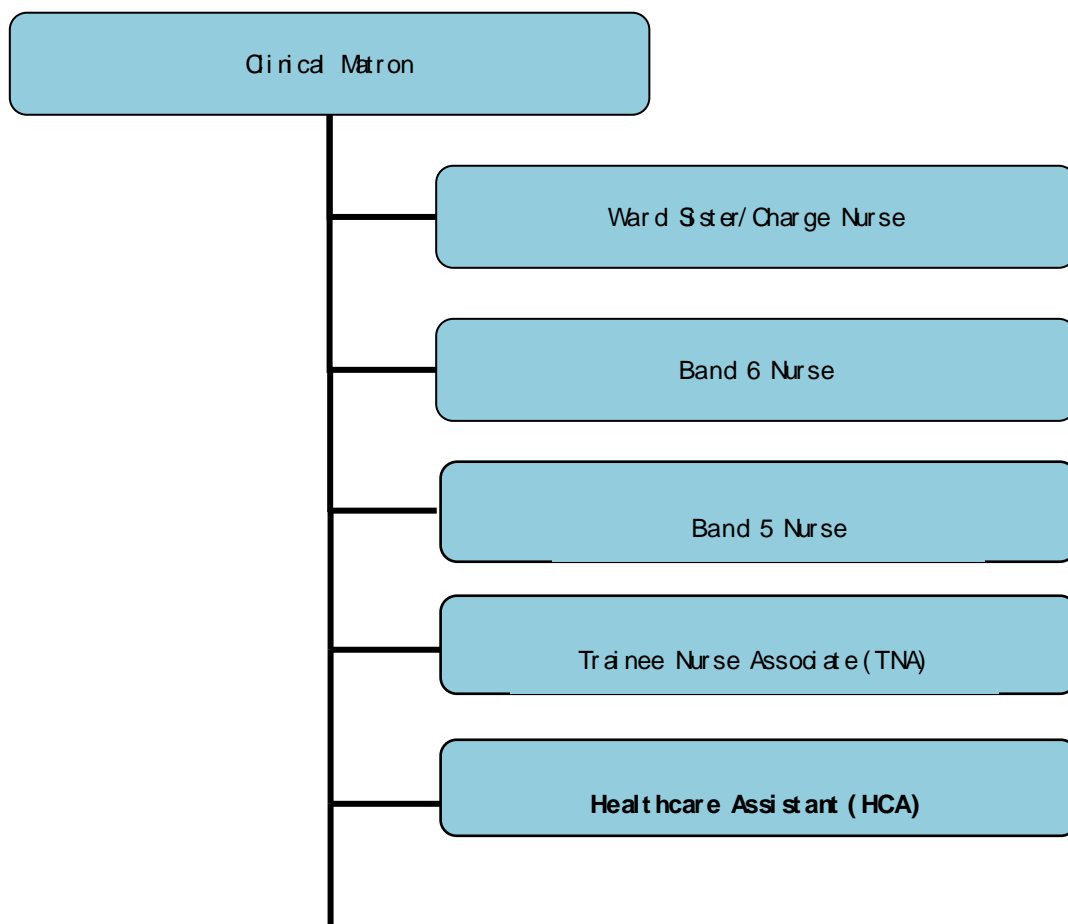 Clinical Matron
Ward Sister/Charge Nurse
Band 6 Nurse
Band 5 Nurse
Trainee Nurse Associate (TNA)
Healthcare Assistant (HCA)